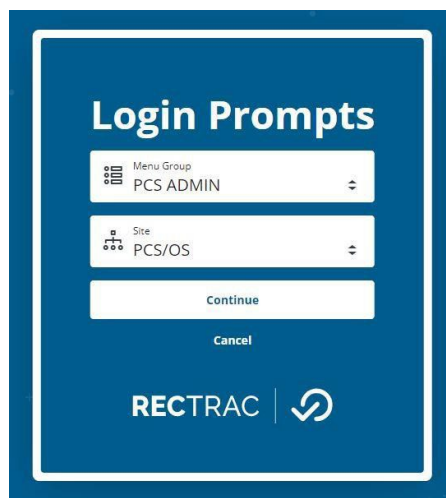 Login Prompts
Menu Group
PCS ADMIN
Site
PCS/OS
Continue
Cancel
RECTRAC